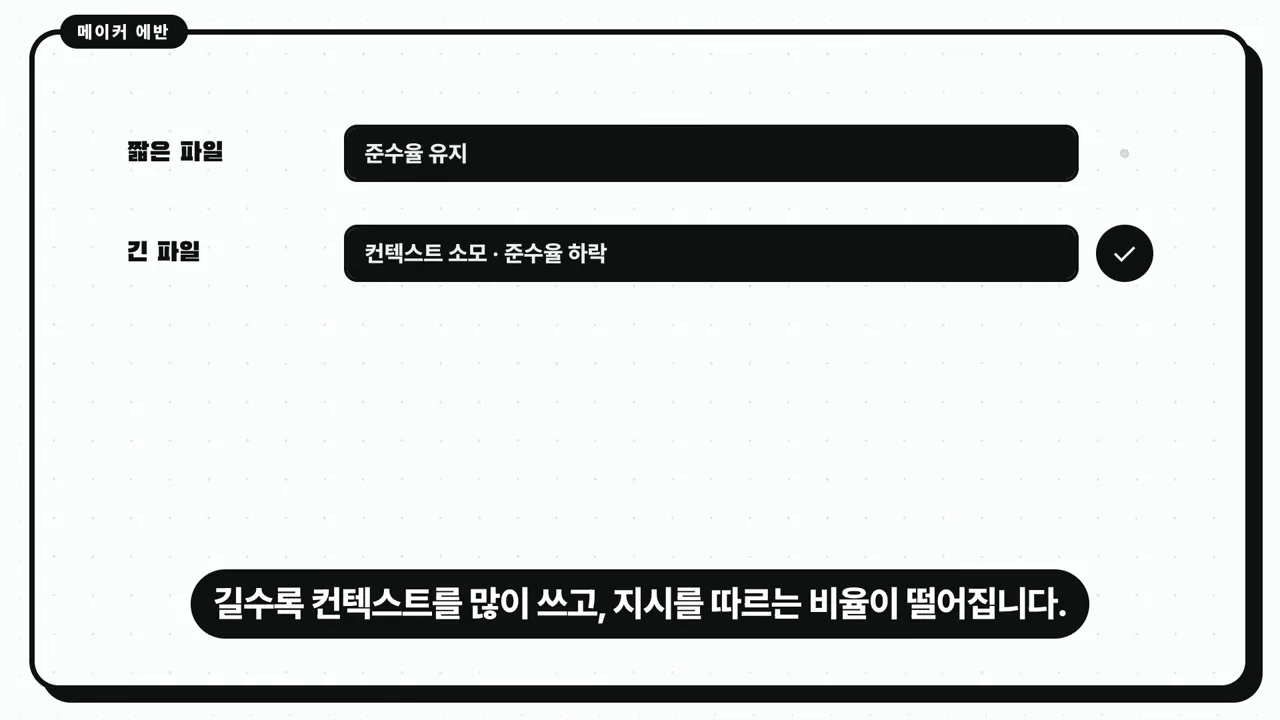 메이커 에반
짧은 파일
준수율 유지
긴 파일
컨텍스트 소모 · 준수율 하락
길수록 컨텍스트를 많이 쓰고, 지시를 따르는 비율이 떨어집니다.